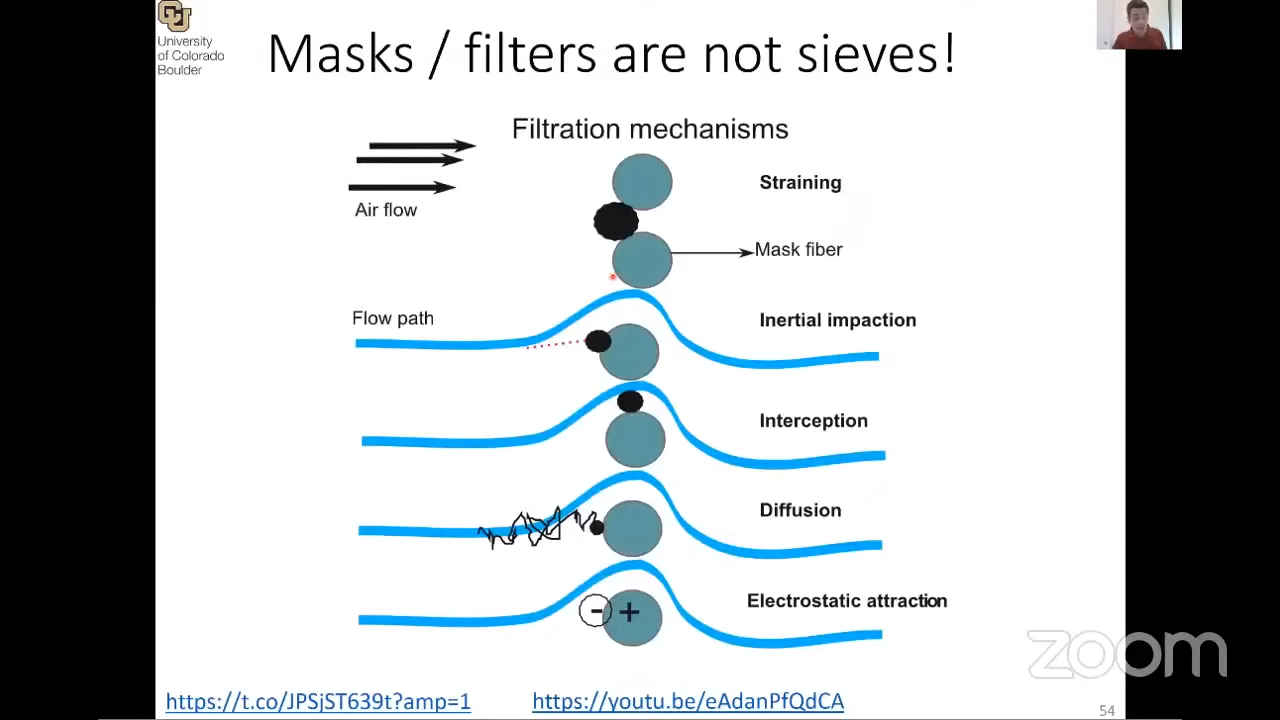 CU
University
of Colorado
Boulder
Masks / filters are not sieves!
Filtration mechanisms
Air flow
Straining
Mask fiber
Flow path
Inertial impaction
Interception
Diffusion
- +
Electrostatic attraction
zoom
https://t.co/JPSjST639t?amp=1 https://youtu.be/eAdanPfQdCA
54